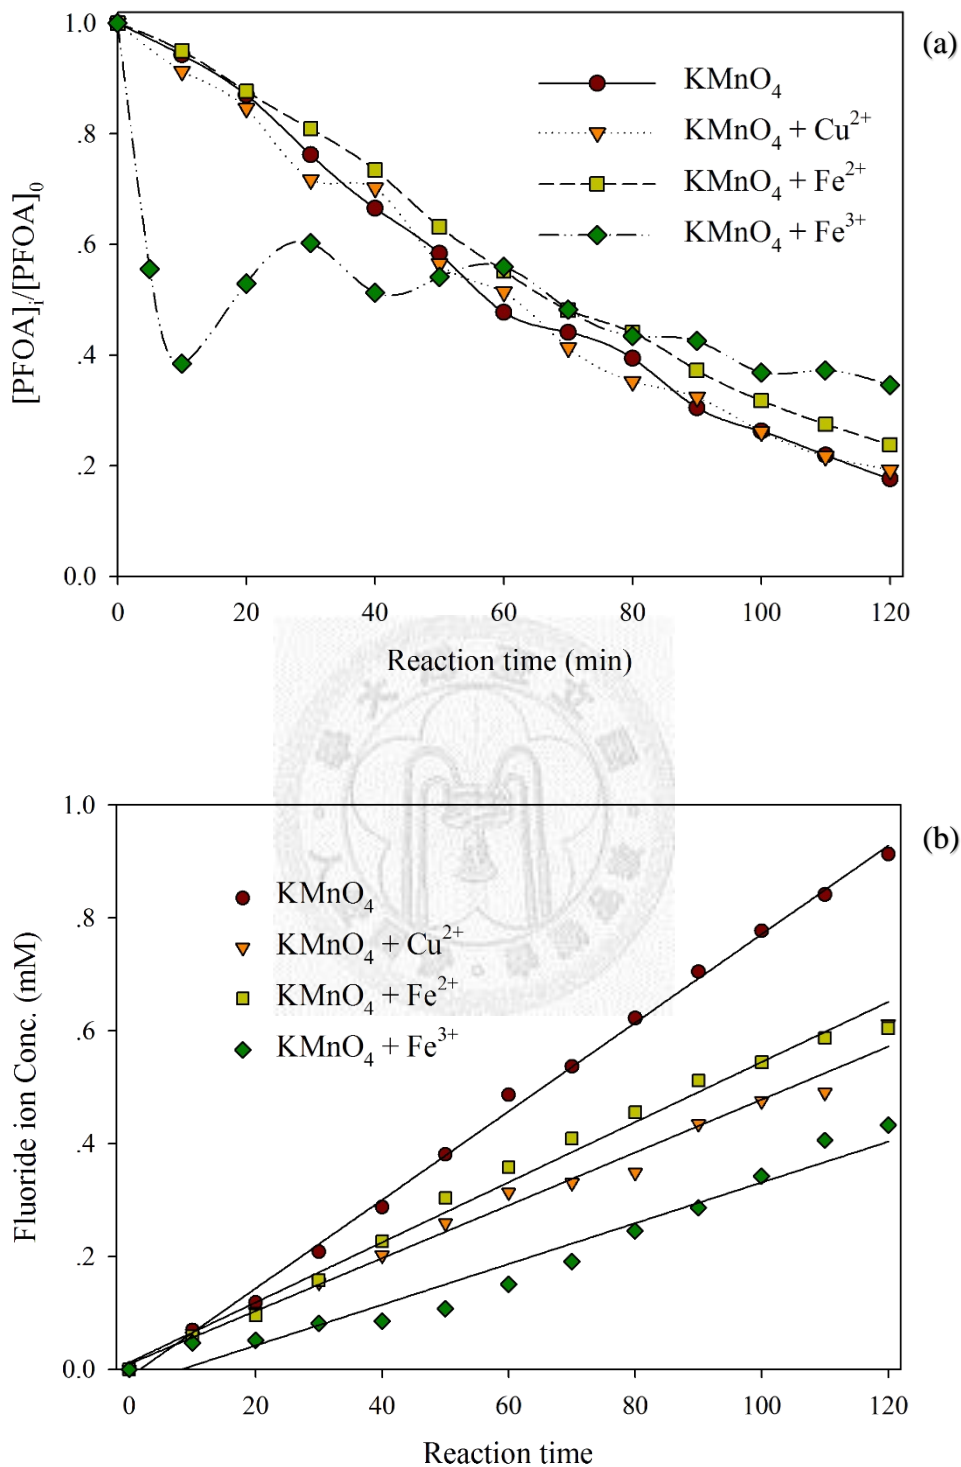 (a)
1.0
.8
.6
.4
.2
0.0
[PFOA]i/[PFOA]0
KMnO4
KMnO4 + Cu2+
KMnO4 + Fe2+
KMnO4 + Fe3+
0 20 40 60 80 100 120
Reaction time (min)
(b)
1.0
.8
.6
.4
.2
0.0
Fluoride ion Conc. (mM)
KMnO4
KMnO4 + Cu2+
KMnO4 + Fe2+
KMnO4 + Fe3+
0 20 40 60 80 100 120
Reaction time